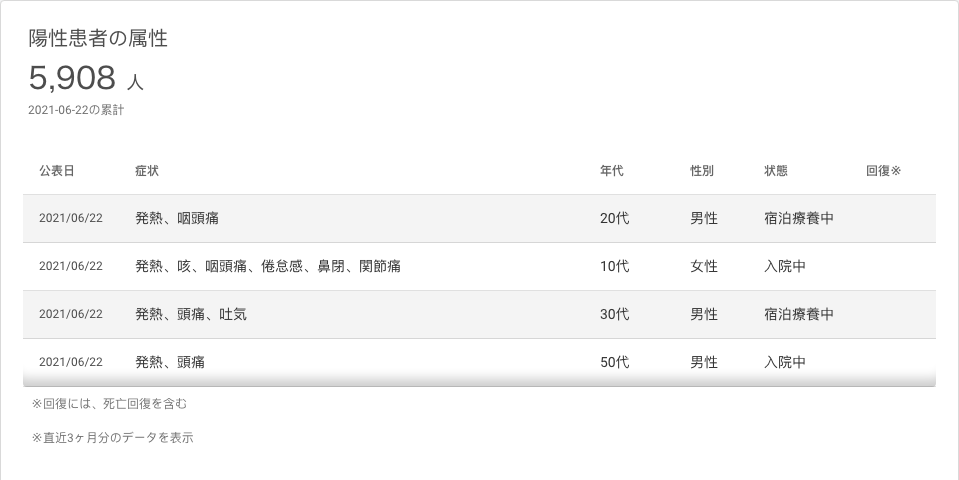 陽性患者の属性
5,908 人
2021-06-22の累計
公表日 症状 年代 性別 状態 回復※
2021/06/22 発熱、咽頭痛 20代 男性 宿泊療養中
2021/06/22 発熱、咳、咽頭痛、倦怠感、鼻閉、関節痛 10代 女性 入院中
2021/06/22 発熱、頭痛、吐気 30代 男性 宿泊療養中
2021/06/22 発熱、頭痛 50代 男性 入院中
※回復には、死亡回復を含む
※直近3ヶ月分のデータを表示